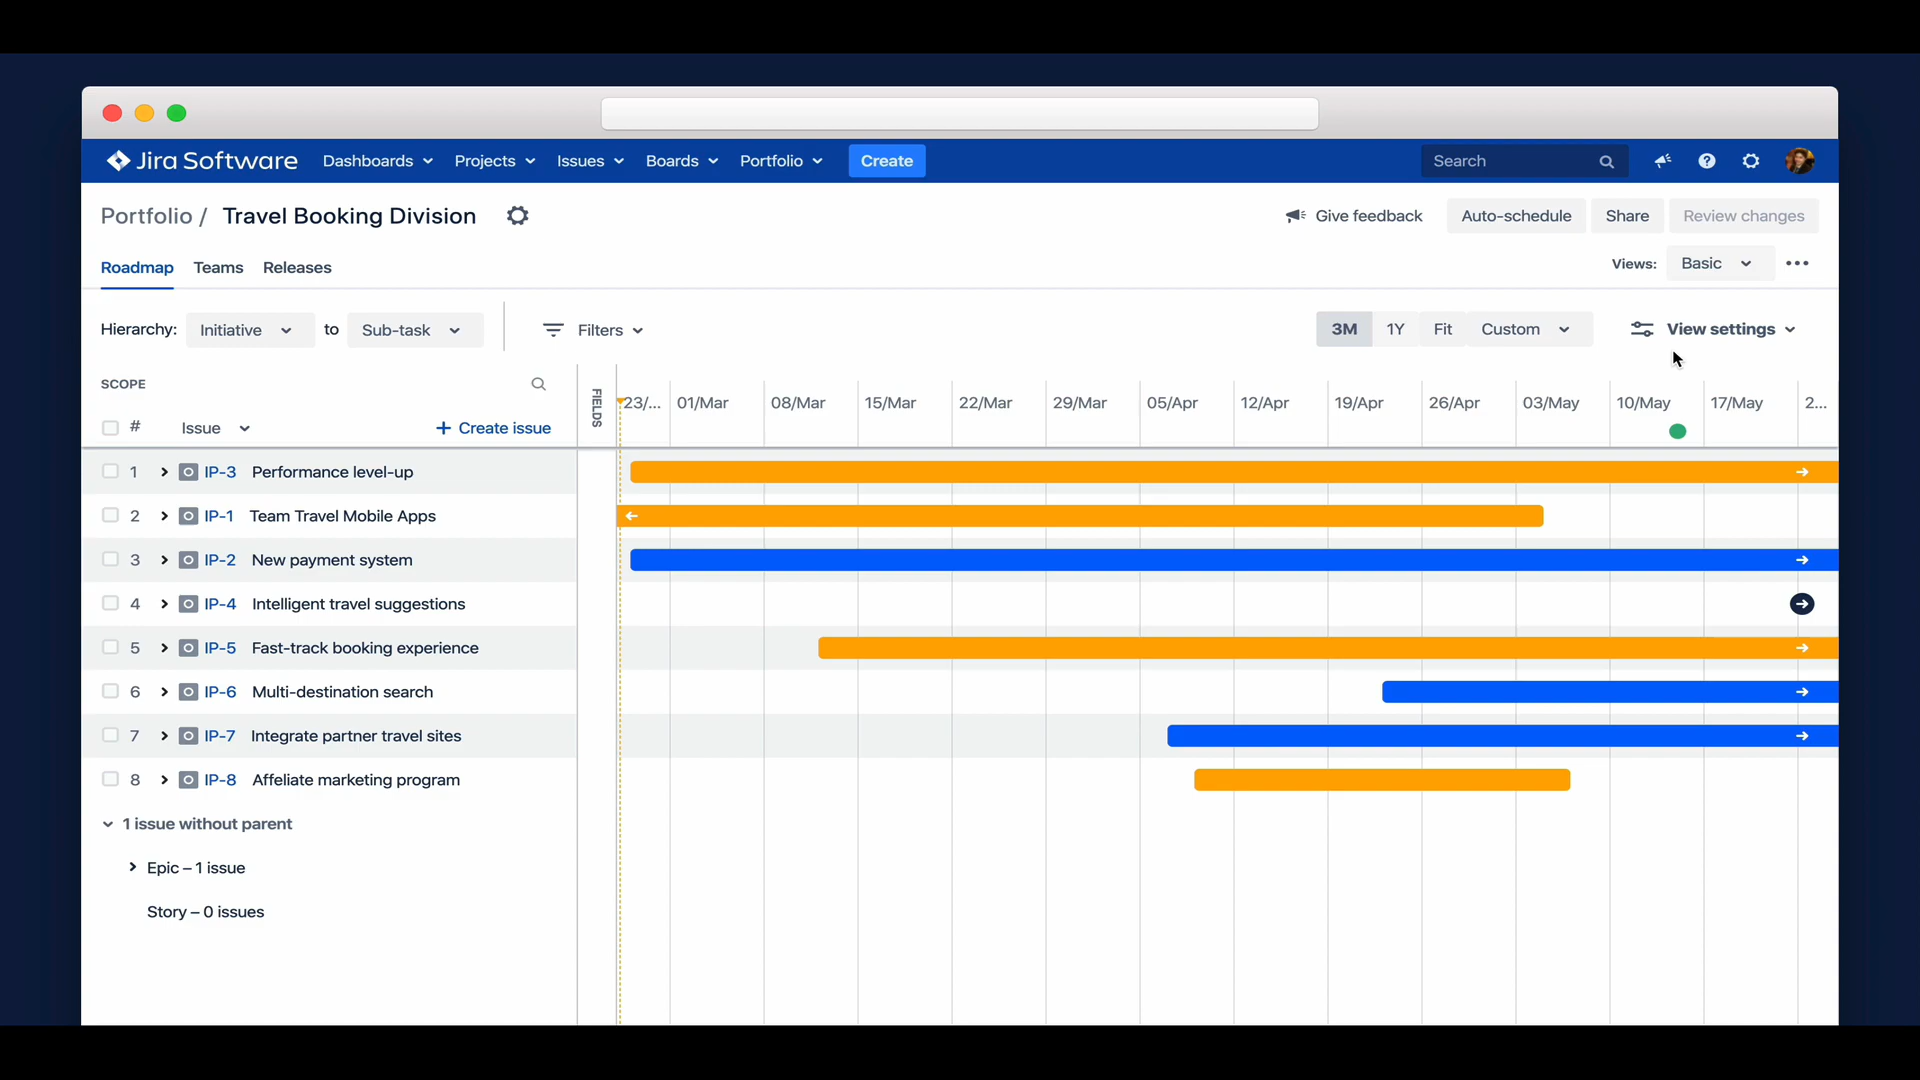 Jira Software Dashboards Projects Issues Boards Portfolio Create Search
Portfolio / Travel Booking Division Give feedback Auto-schedule Share Review changes
Roadmap Teams Releases Views: Basic
Hierarchy: Initiative to Sub-task Filters 3M 1Y Fit Custom View settings
SCOPE FIELDS 23/... 01/Mar 08/Mar 15/Mar 22/Mar 29/Mar 05/Apr 12/Apr 19/Apr 26/Apr 03/May 10/May 17/May 2...
# Issue + Create issue
1 IP-3 Performance level-up
2 IP-1 Team Travel Mobile Apps
3 IP-2 New payment system
4 IP-4 Intelligent travel suggestions
5 IP-5 Fast-track booking experience
6 IP-6 Multi-destination search
7 IP-7 Integrate partner travel sites
8 IP-8 Affeliate marketing program
1 issue without parent
Epic – 1 issue
Story – 0 issues